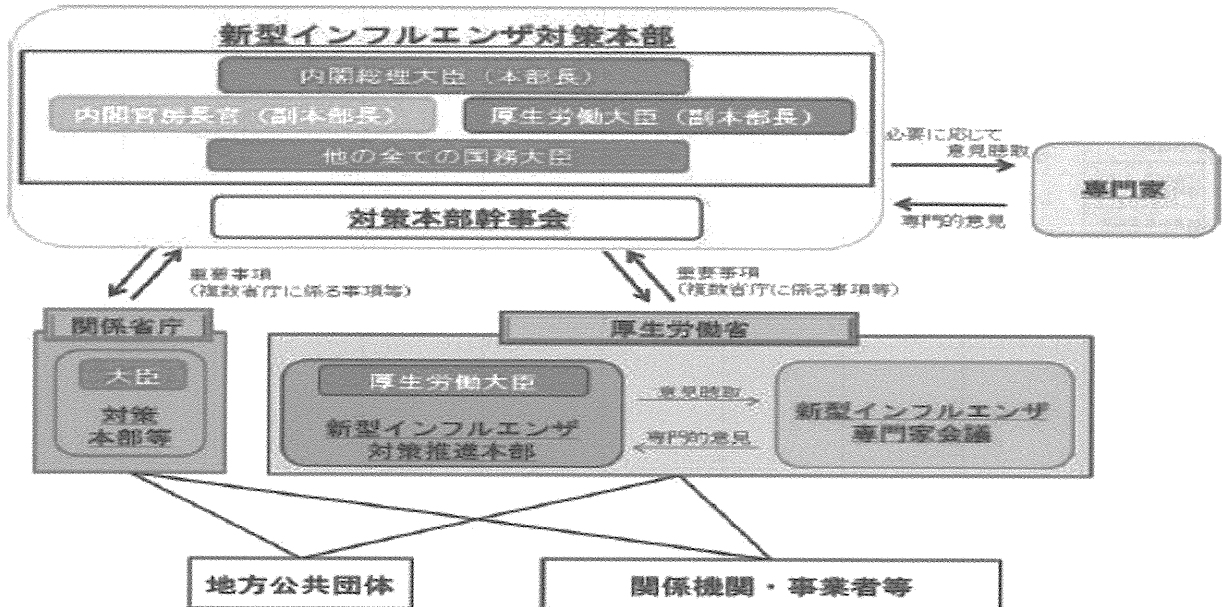 新型インフルエンザ対策本部
内閣総理大臣（本部長）
内閣官房長官（副本部長）
厚生労働大臣（副本部長）
他の全ての国務大臣
対策本部幹事会
必要に応じて
意見聴取
専門家
専門的意見
重要事項
（複数省庁に係る事項等）
重要事項
（複数省庁に係る事項等）
関係省庁
大臣
対策
本部等
厚生労働省
厚生労働大臣
新型インフルエンザ
対策推進本部
意見聴取
専門的意見
新型インフルエンザ
専門家会議
地方公共団体
関係機関・事業者等